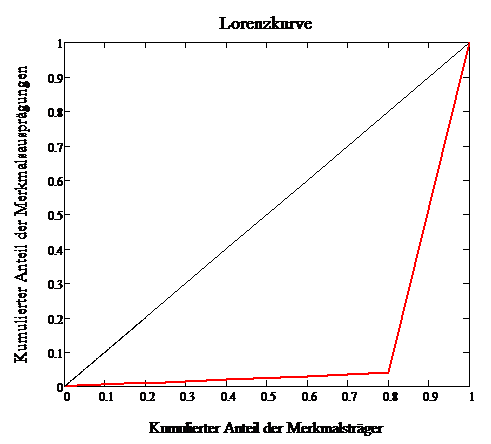 Lorenzkurve
Kumulierter Anteil der Merkmalsausprägungen
1
0.9
0.8
0.7
0.6
0.5
0.4
0.3
0.2
0.1
0
0 0.1 0.2 0.3 0.4 0.5 0.6 0.7 0.8 0.9 1
Kumulierter Anteil der Merkmalsträger